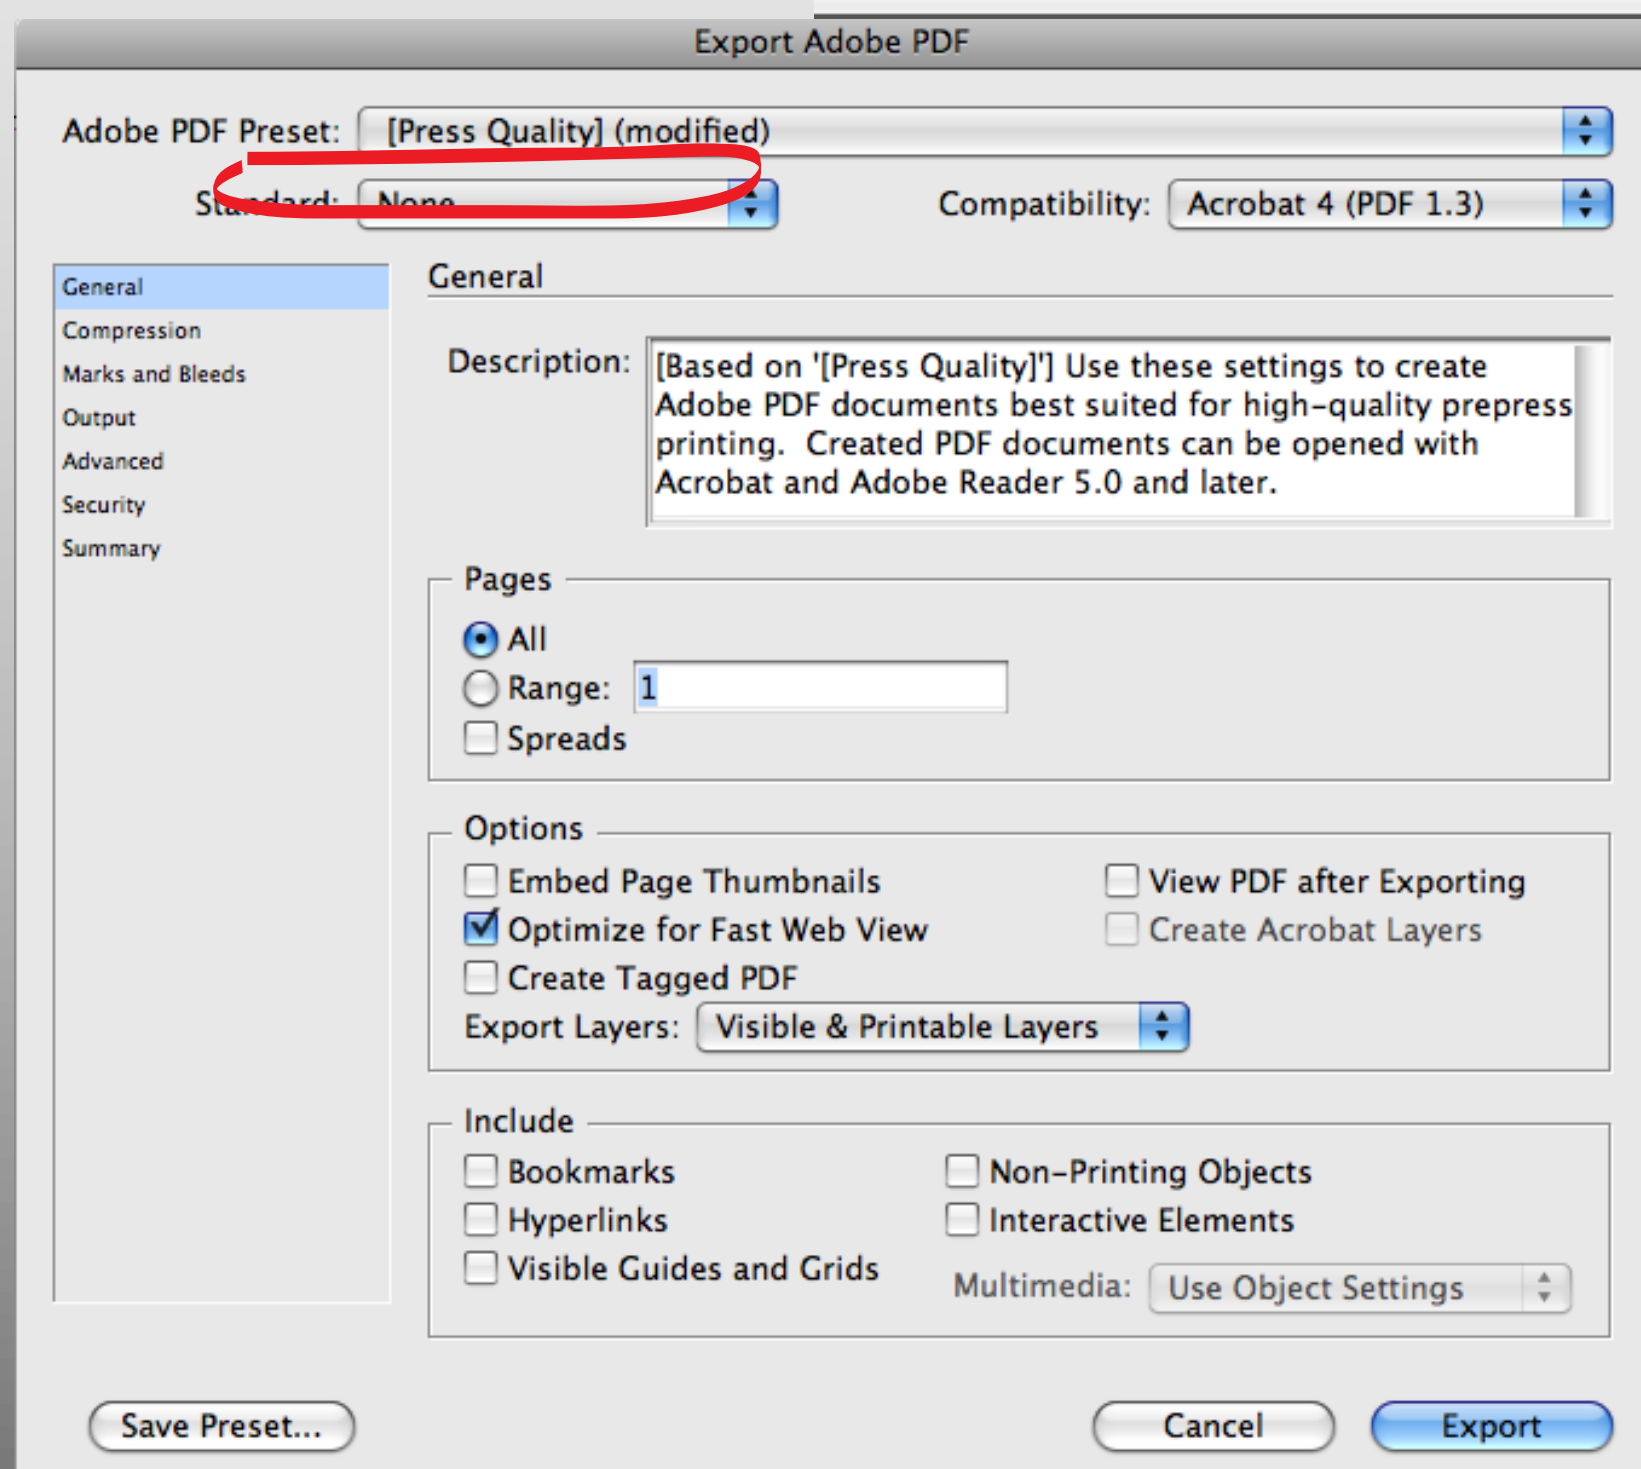 Export Adobe PDF
Adobe PDF Preset: [Press Quality] (modified)
Standard: None Compatibility: Acrobat 4 (PDF 1.3)
General
Compression
Marks and Bleeds
Output
Advanced
Security
Summary
General
Description: [Based on '[Press Quality]'] Use these settings to create
Adobe PDF documents best suited for high-quality prepress
printing.  Created PDF documents can be opened with
Acrobat and Adobe Reader 5.0 and later.
Pages
All
Range: 1
Spreads
Options
Embed Page Thumbnails View PDF after Exporting
Optimize for Fast Web View Create Acrobat Layers
Create Tagged PDF
Export Layers: Visible & Printable Layers
Include
Bookmarks Non-Printing Objects
Hyperlinks Interactive Elements
Visible Guides and Grids
Multimedia: Use Object Settings
Save Preset... Cancel Export